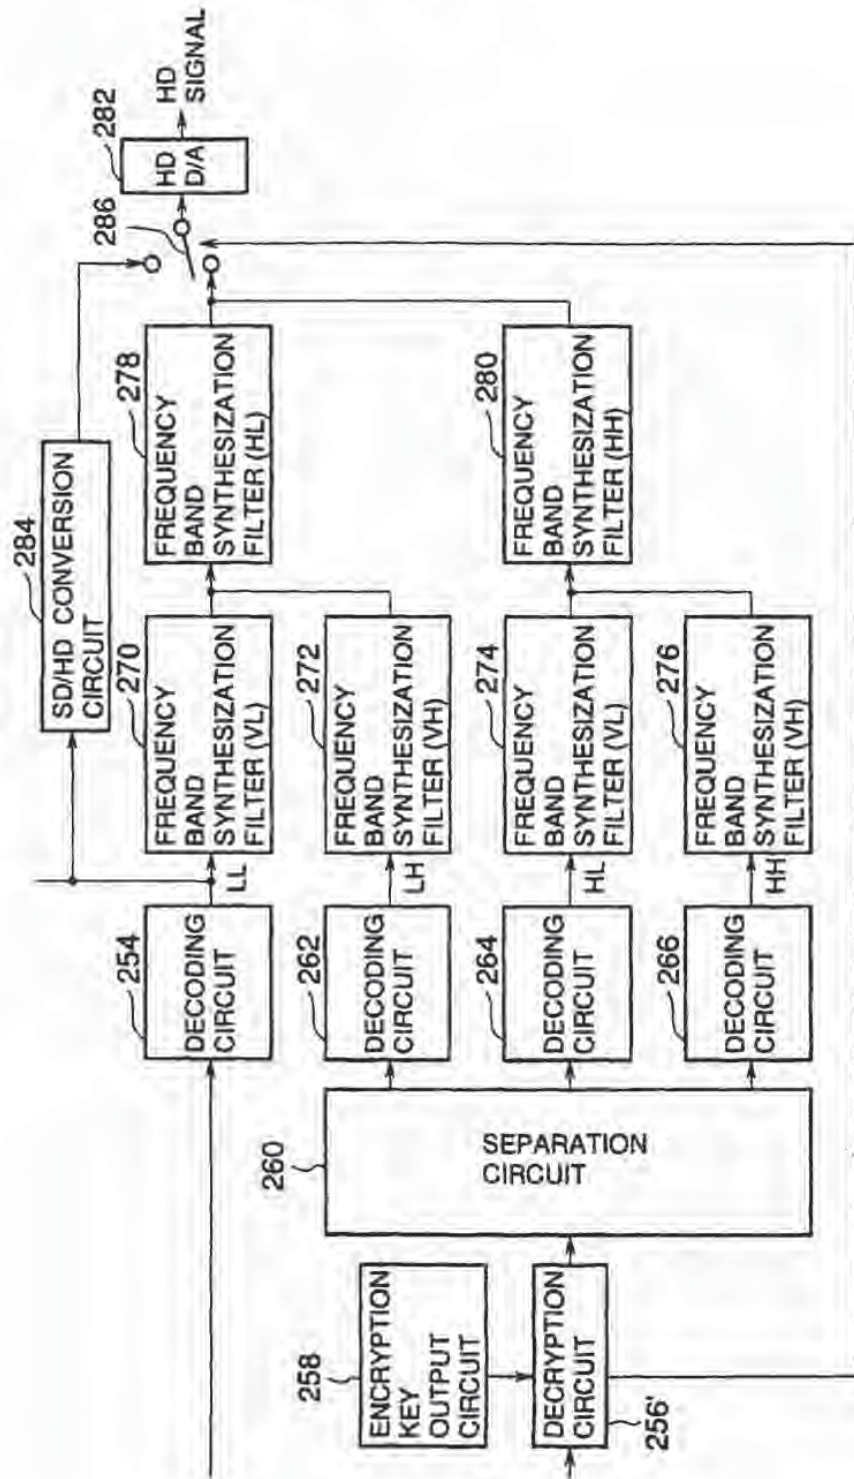 284
SD/HD CONVERSION
CIRCUIT
282
HD
D/A
HD
SIGNAL
286
254
DECODING
CIRCUIT
LL
270
FREQUENCY
BAND
SYNTHESIZATION
FILTER (VL)
278
FREQUENCY
BAND
SYNTHESIZATION
FILTER (HL)
262
DECODING
CIRCUIT
LH
272
FREQUENCY
BAND
SYNTHESIZATION
FILTER (VH)
260
SEPARATION
CIRCUIT
264
DECODING
CIRCUIT
HL
274
FREQUENCY
BAND
SYNTHESIZATION
FILTER (VL)
280
FREQUENCY
BAND
SYNTHESIZATION
FILTER (HH)
258
ENCRYPTION
KEY
OUTPUT
CIRCUIT
266
DECODING
CIRCUIT
HH
276
FREQUENCY
BAND
SYNTHESIZATION
FILTER (VH)
DECRYPTION
CIRCUIT
256'